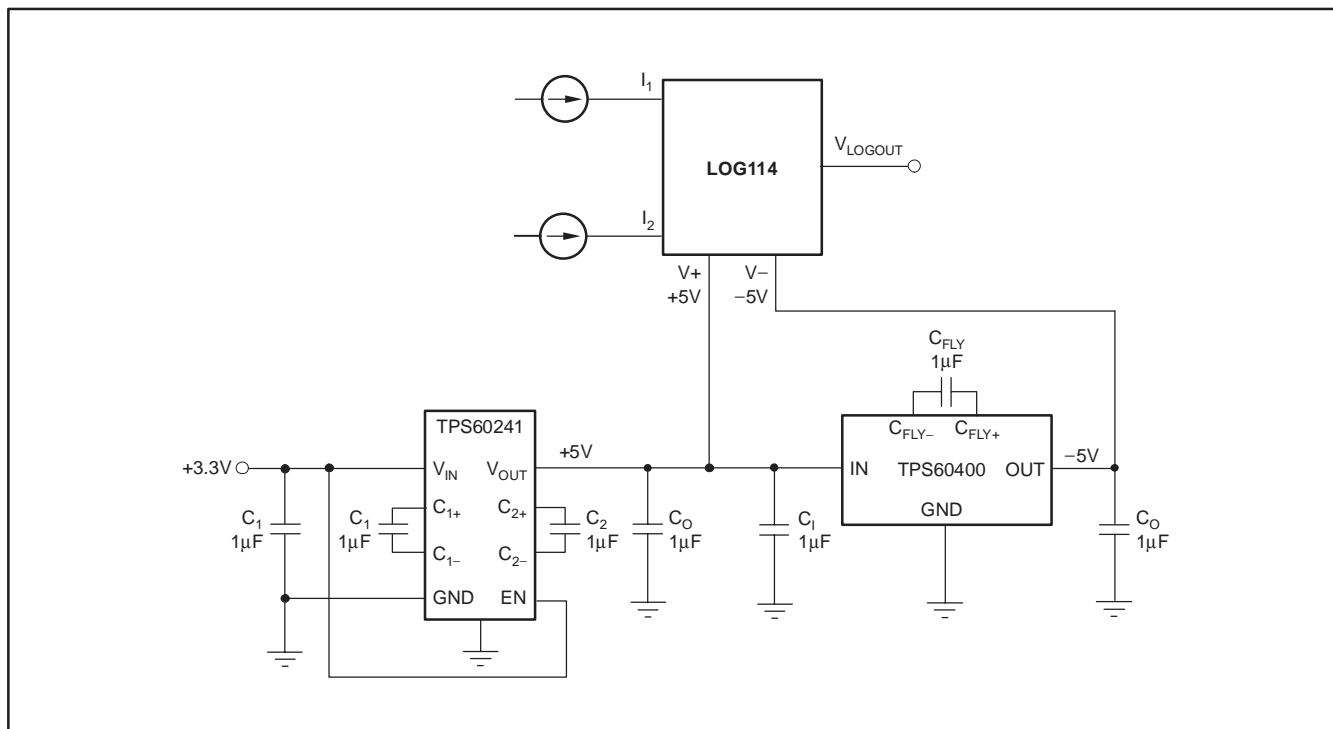 I1
LOG114
VLOGOUT
I2
V+
+5V
V−
−5V
CFLY
1µF
TPS60241
CFLY−
CFLY+
+3.3V
VIN
VOUT
+5V
IN
TPS60400
OUT
−5V
GND
C1
1µF
C1
1µF
C1+
C1−
C2+
C2−
C2
1µF
CO
1µF
CI
1µF
CO
1µF
GND
EN